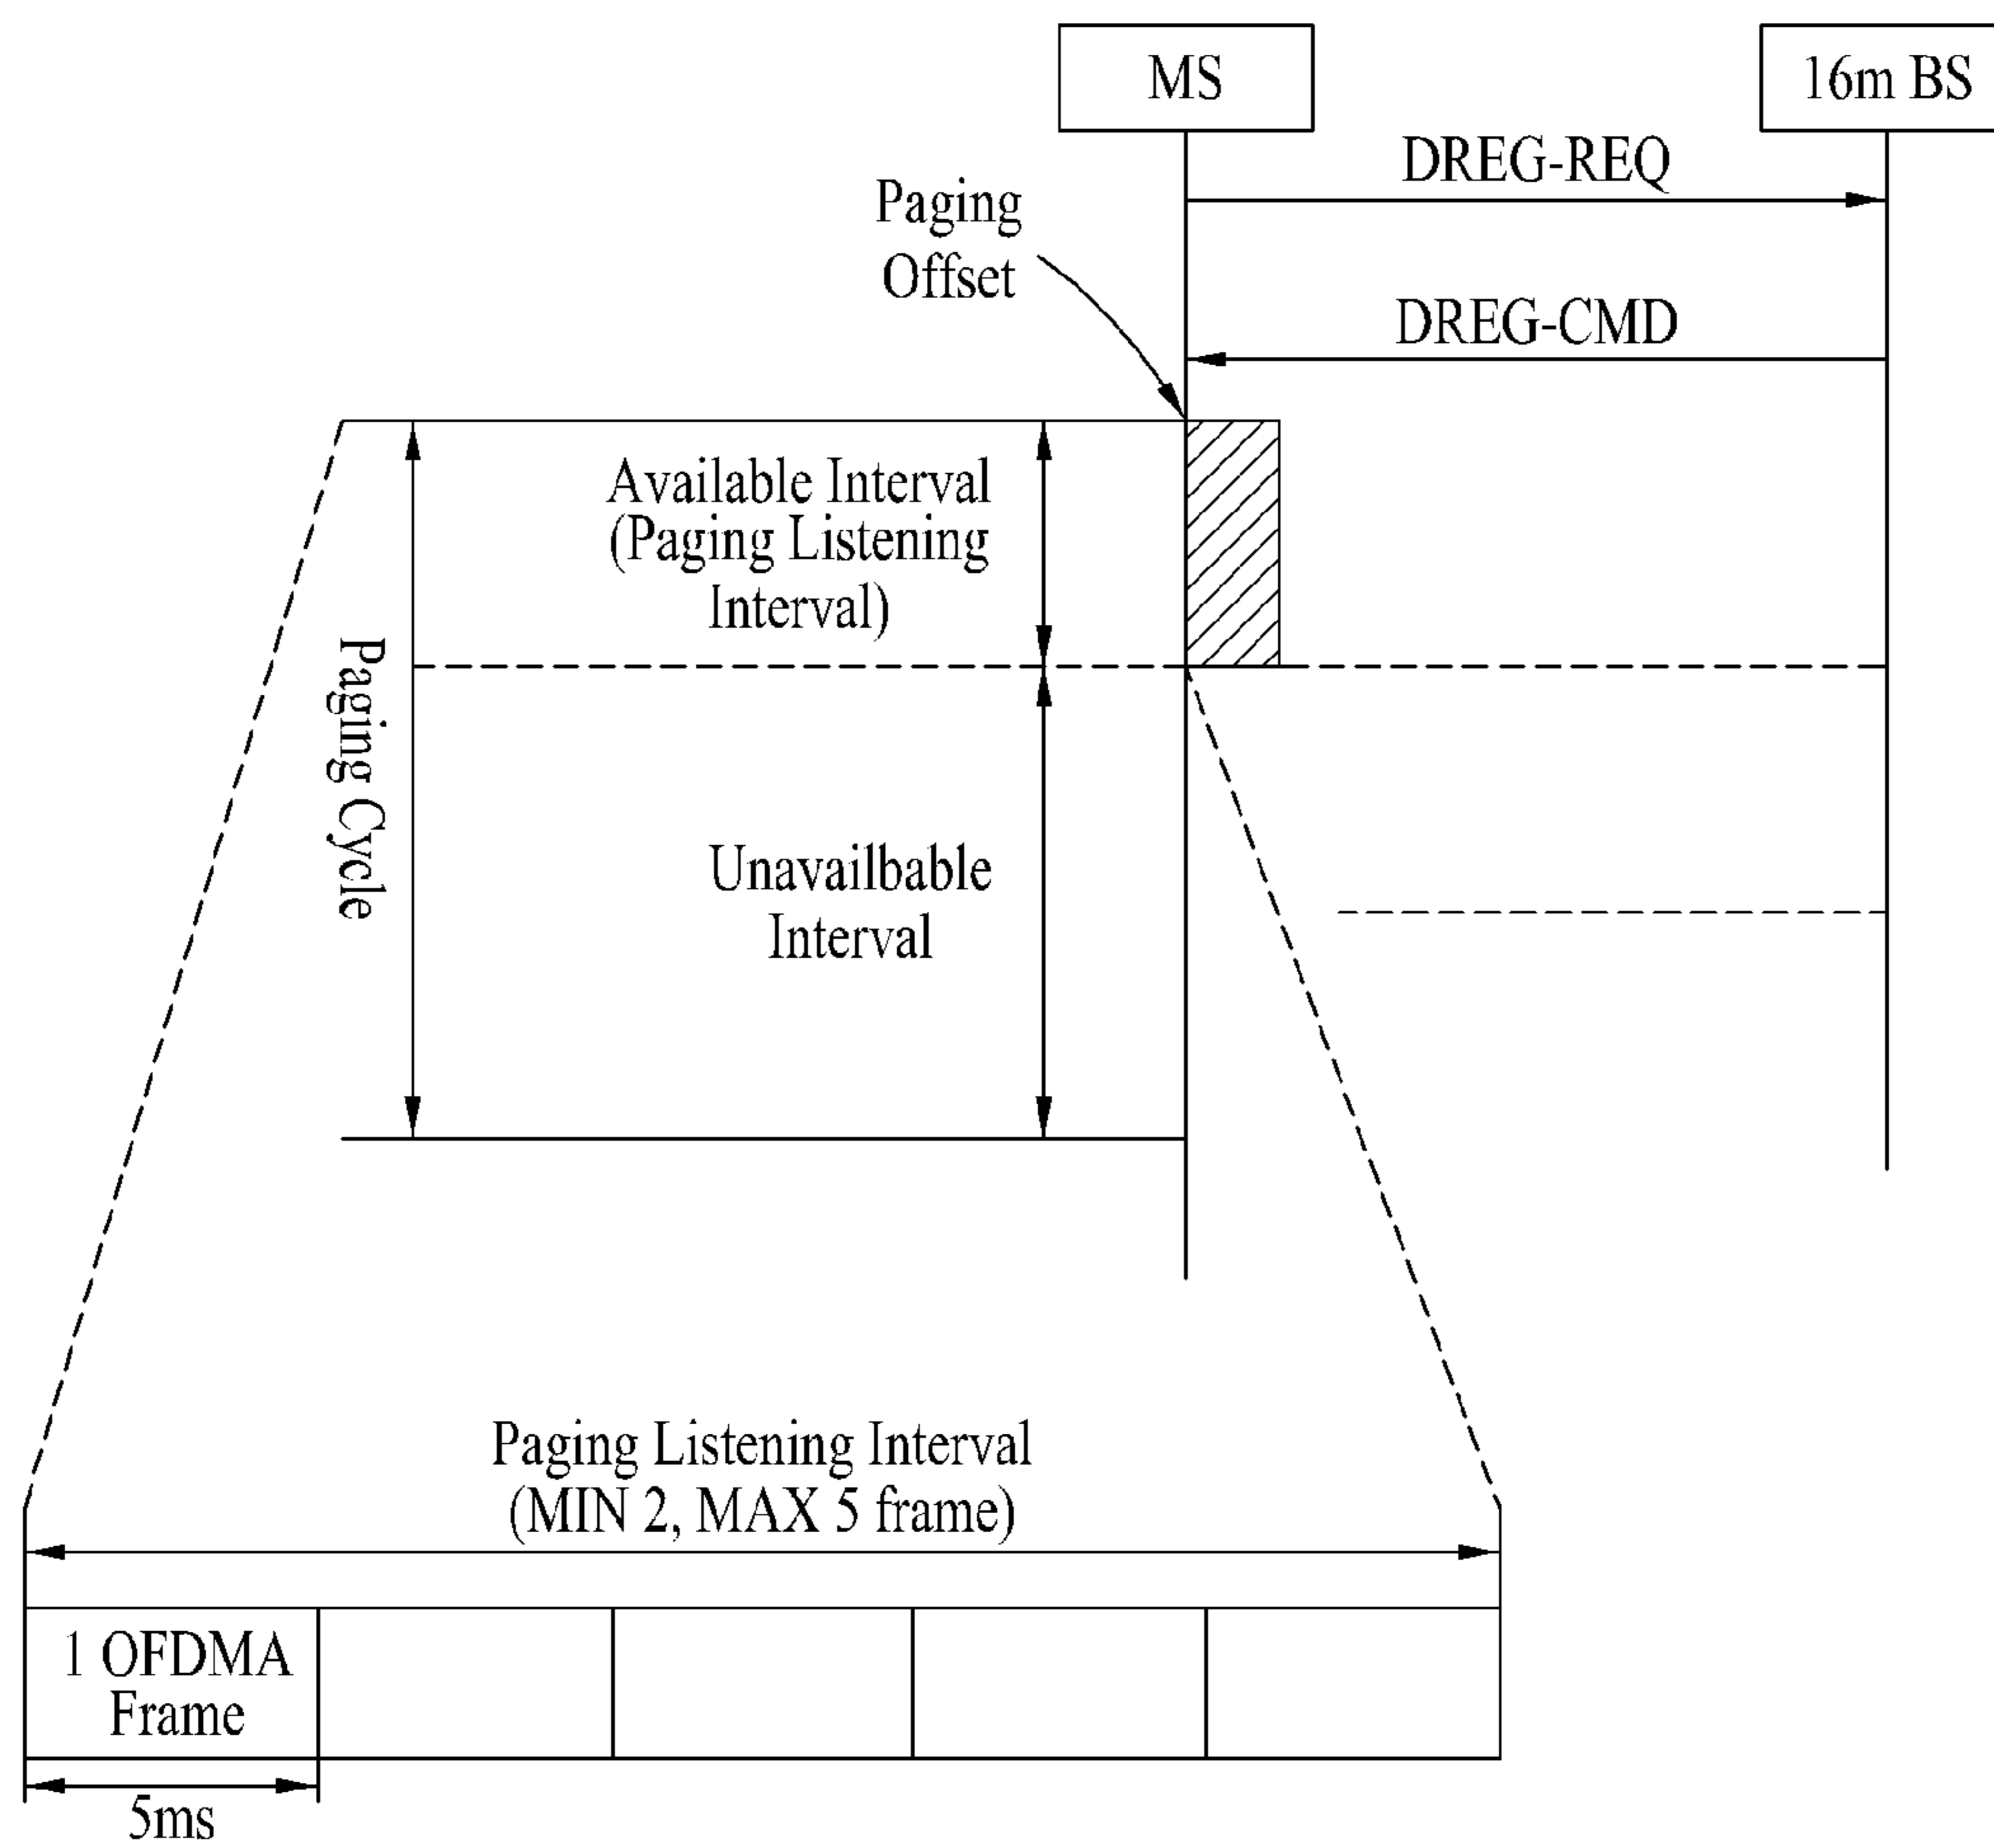 MS
16m BS
DREG-REQ
Paging
Offset
DREG-CMD
Available Interval
(Paging Listening
Interval)
Paging Cycle
Unavailbable
Interval
Paging Listening Interval
(MIN 2, MAX 5 frame)
1 OFDMA
Frame
5ms